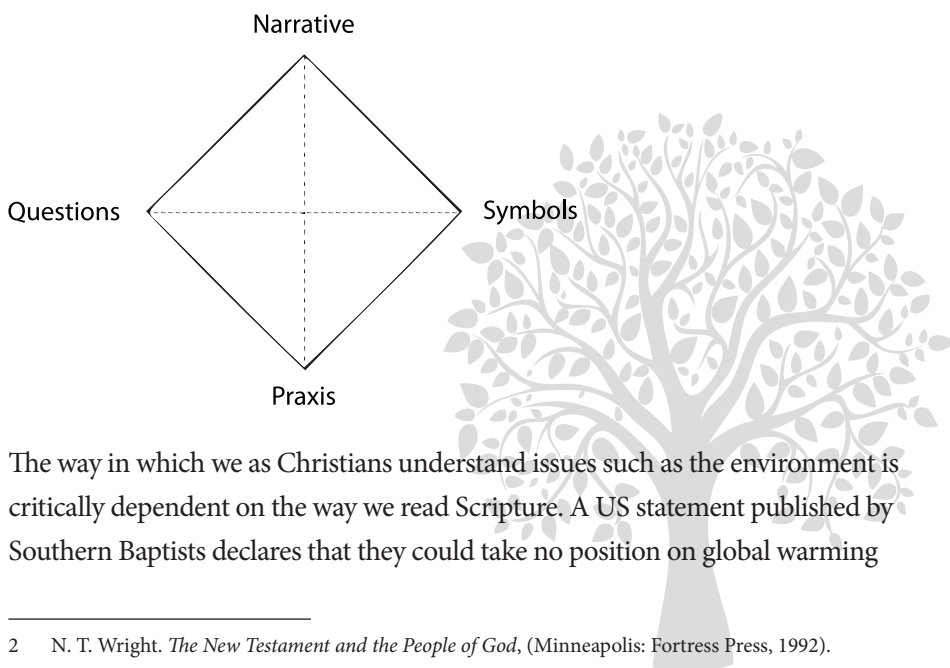 Narrative
Questions
Symbols
Praxis
The way in which we as Christians understand issues such as the environment is
critically dependent on the way we read Scripture. A US statement published by
Southern Baptists declares that they could take no position on global warming
2 N. T. Wright. The New Testament and the People of God, (Minneapolis: Fortress Press, 1992).